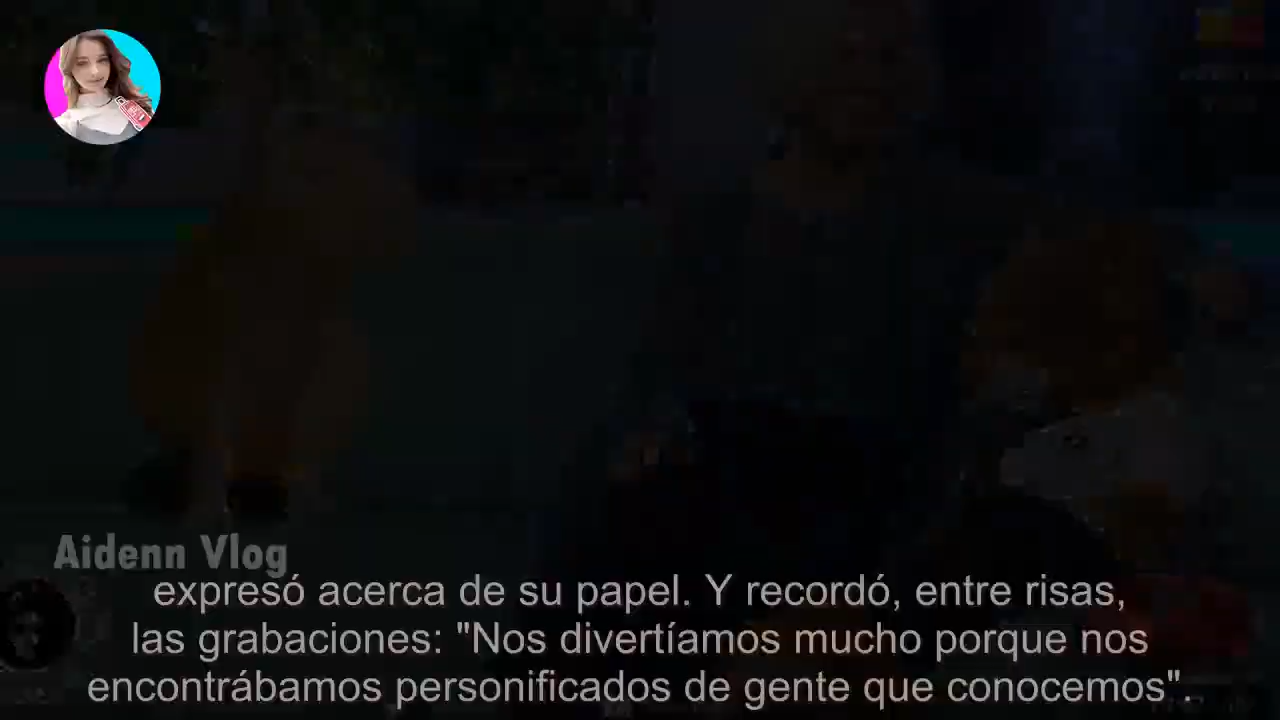 Aidenn Vlog
expresó acerca de su papel. Y recordó, entre risas,
las grabaciones: "Nos divertíamos mucho porque nos
encontrábamos personificados de gente que conocemos".